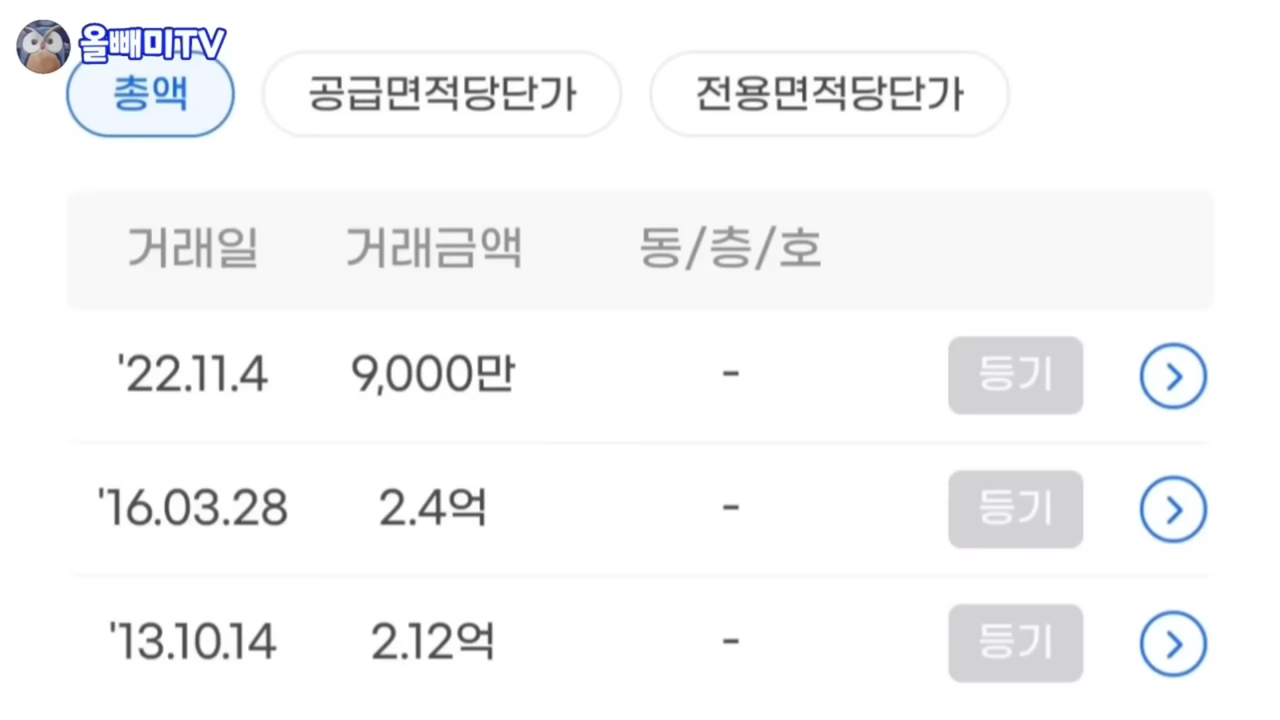 올빼미TV
총액 공급면적당단가 전용면적당단가
거래일 거래금액 동/층/호
'22.11.4 9,000만 - 등기
'16.03.28 2.4억 - 등기
'13.10.14 2.12억 - 등기